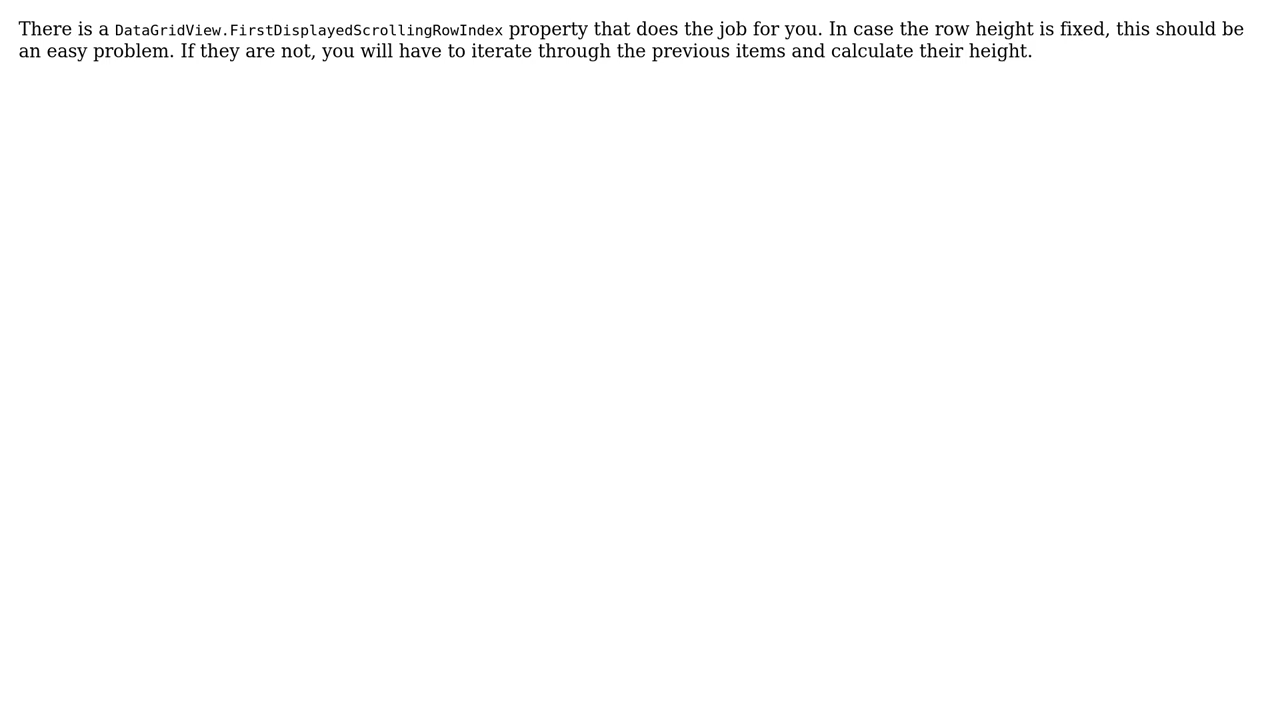 There is a DataGridView.FirstDisplayedScrollingRowIndex property that does the job for you. In case the row height is fixed, this should be
an easy problem. If they are not, you will have to iterate through the previous items and calculate their height.